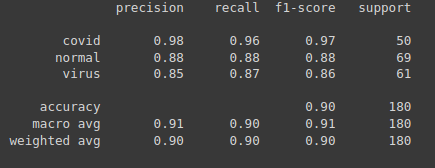 precision recall f1-score support
covid 0.98 0.96 0.97 50
normal 0.88 0.88 0.88 69
virus 0.85 0.87 0.86 61
accuracy 0.90 180
macro avg 0.91 0.90 0.91 180
weighted avg 0.90 0.90 0.90 180